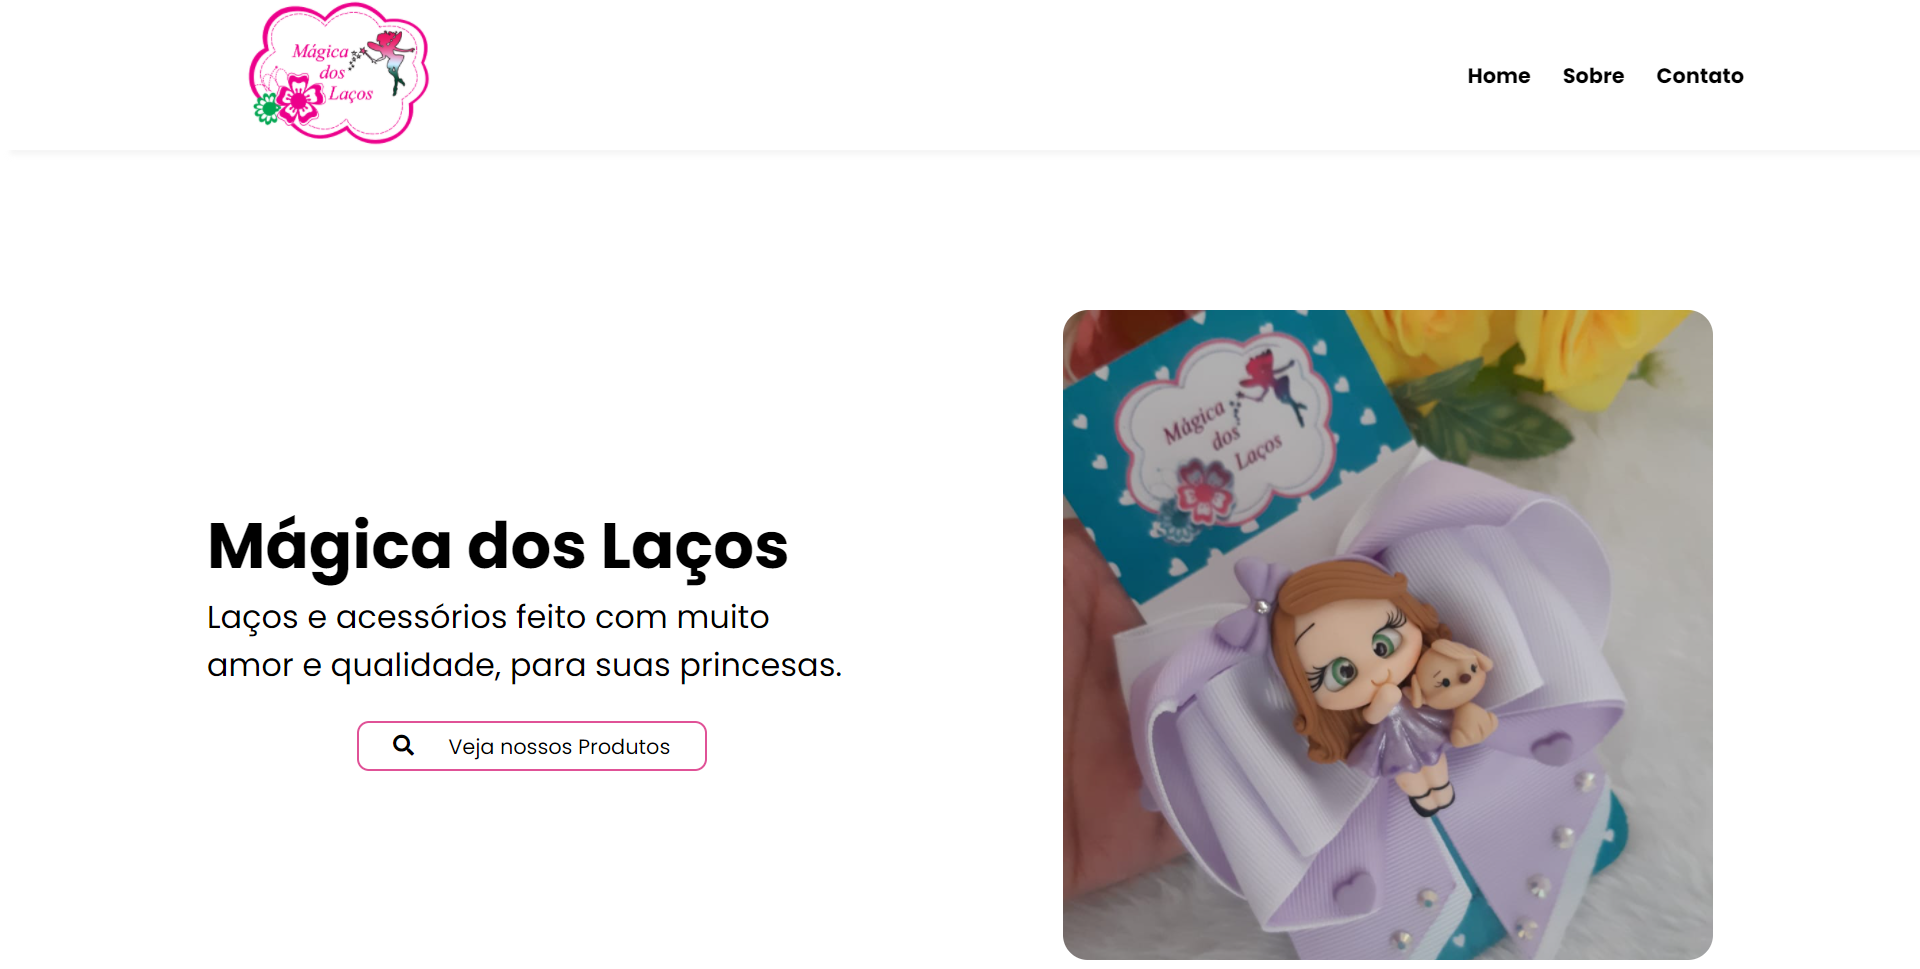 Mágica
dos
Laços
Home Sobre Contato
Mágica dos Laços
Laços e acessórios feito com muito
amor e qualidade, para suas princesas.
Veja nossos Produtos
Mágica
dos
Laços